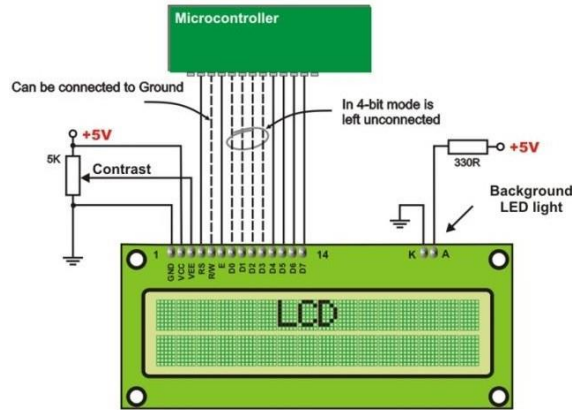 Microcontroller
Can be connected to Ground
In 4-bit mode is
left unconnected
+5V
5K
Contrast
+5V
330R
Background
LED light
1
14
K
A
GND
VCC
VEE
RS
R/W
E
D0
D1
D2
D3
D4
D5
D6
D7
LCD